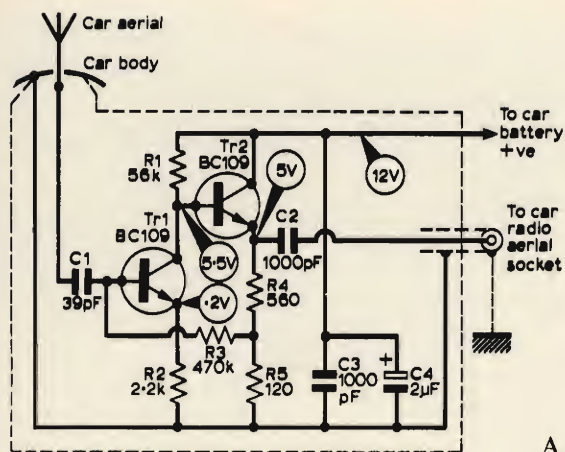 Car aerial
Car body
To car
battery
+ve
R1
56k
Tr2
BC109
5V
12V
C2
1000pF
To car
radio
aerial
socket
Tr1
BC109
5·5V
C1
39pF
·2V
R4
560
R3
470k
R2
2·2k
R5
120
C3
1000
pF
+
C4
2µF
A